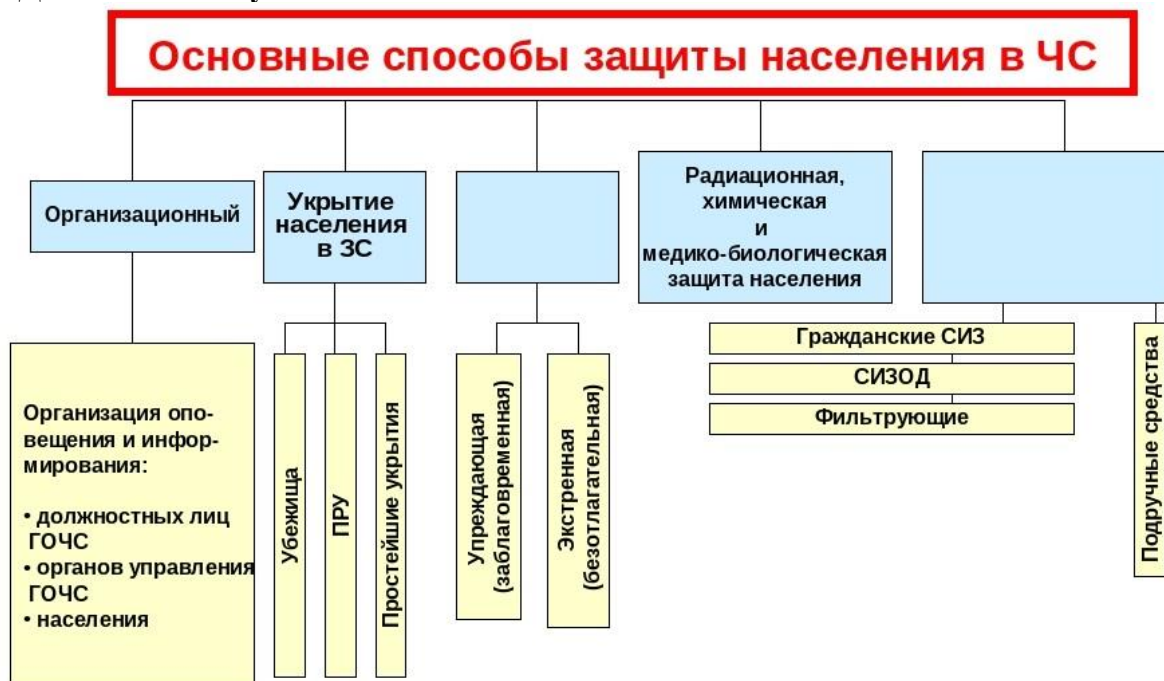 Основные способы защиты населения в ЧС
Организационный
Укрытие
населения
в ЗС
Радиационная,
химическая
и
медико-биологическая
защита населения
Организация опо-
вещения и инфор-
мирования:
• должностных лиц
ГОЧС
• органов управления
ГОЧС
• населения
Убежища
ПРУ
Простейшие укрытия
Упреждающая
(заблаговременная)
Экстренная
(безотлагательная)
Гражданские СИЗ
СИЗОД
Фильтрующие
Подручные средства